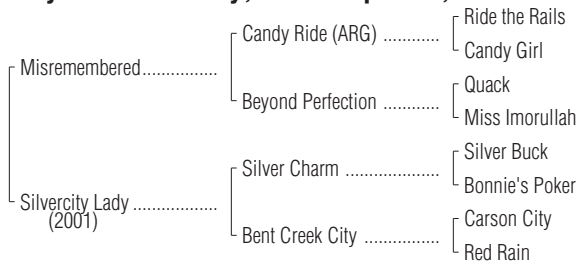 Ride the Rails
Candy Ride (ARG) ............
Candy Girl
Misremembered................
Quack
Beyond Perfection ............
Miss Imorullah
Silver Buck
Silver Charm ....................
Bonnie's Poker
Silvercity Lady ..................
(2001)
Carson City
Bent Creek City ................
Red Rain